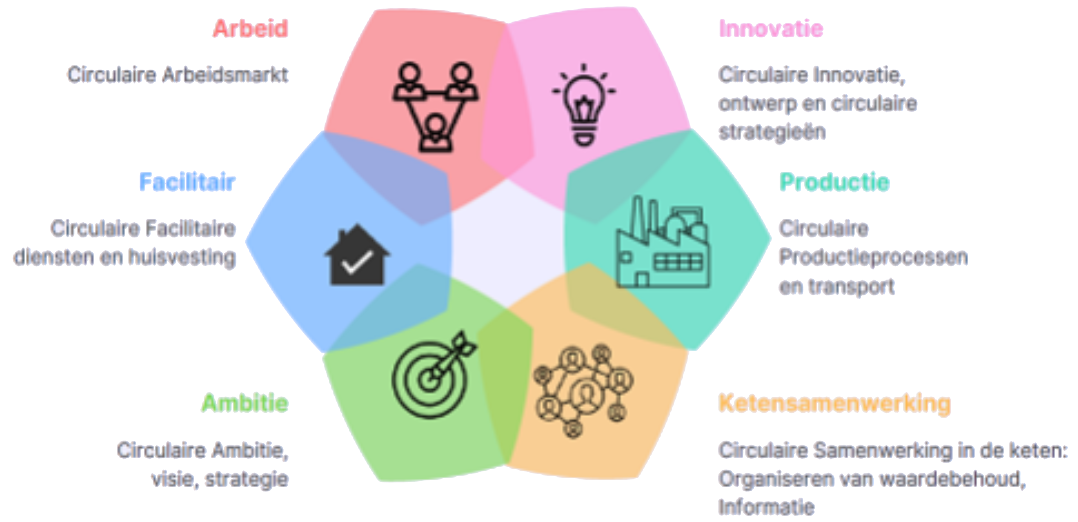 Arbeid
Circulaire Arbeidsmarkt
Innovatie
Circulaire Innovatie,
ontwerp en circulaire
strategieën
Facilitair
Circulaire Facilitaire
diensten en huisvesting
Productie
Circulaire
Productieprocessen
en transport
Ambitie
Circulaire Ambitie,
visie, strategie
Ketensamenwerking
Circulaire Samenwerking in de keten:
Organiseren van waardebehoud,
Informatie